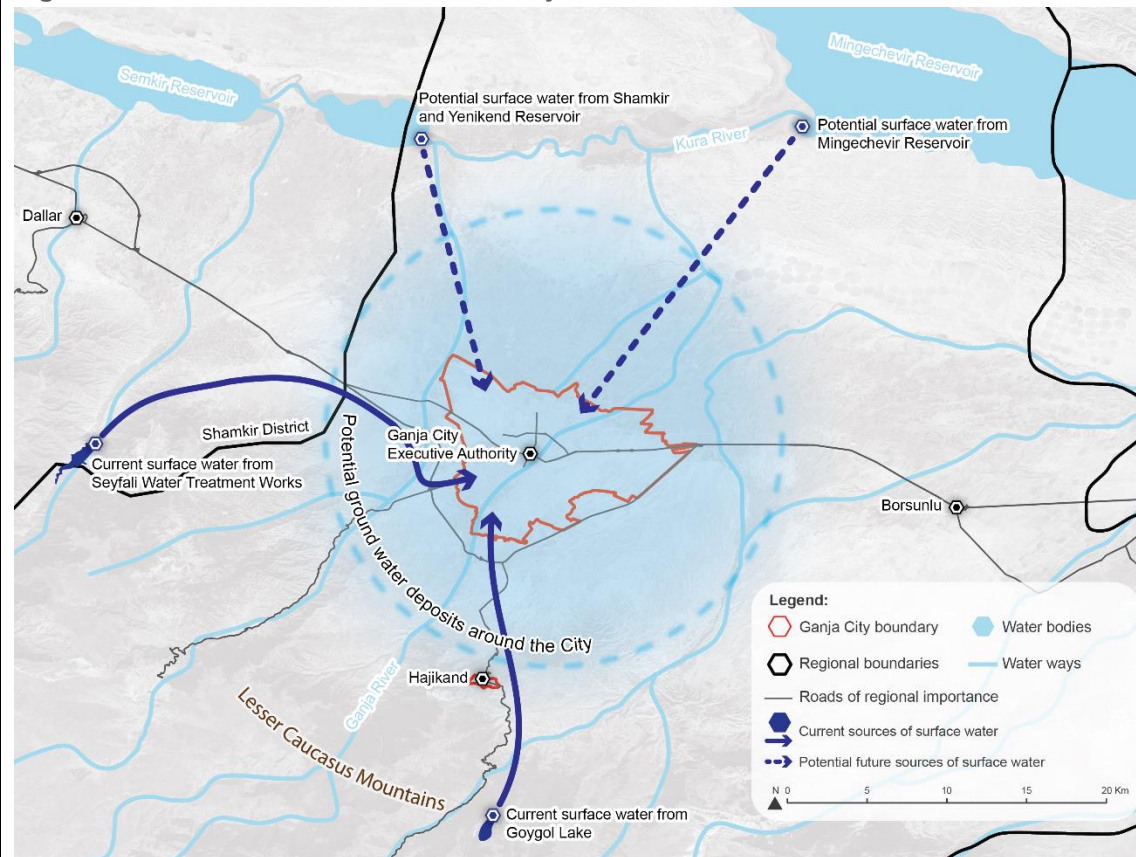 Semkir Reservoir
Mingechevir Reservoir
Potential surface water from Shamkir
and Yenikend Reservoir
Kura River
Potential surface water from
Mingechevir Reservoir
Dallar
Shamkir District
Current surface water from
Seyfali Water Treatment Works
Ganja City
Executive Authority
Borsunlu
Potential ground water deposits around the City
Hajikand
Ganja River
Lesser Caucasus Mountains
Current surface water from
Goygol Lake
Legend:
Ganja City boundary
Water bodies
Regional boundaries
Water ways
Roads of regional importance
Current sources of surface water
Potential future sources of surface water
N 0 5 10 15 20 Km